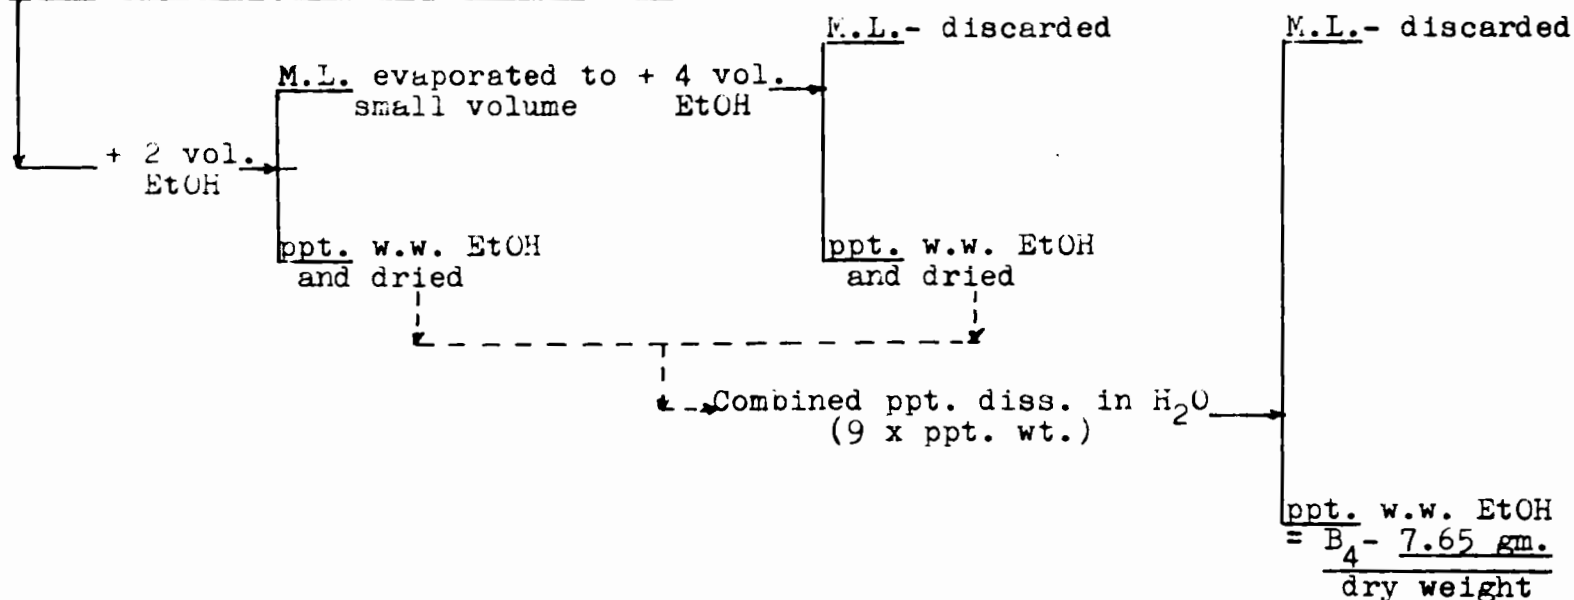 M.L.- discarded
M.L.- discarded
M.L. evaporated to + 4 vol.
small volume EtOH
+ 2 vol.
EtOH
ppt. w.w. EtOH
and dried
ppt. w.w. EtOH
and dried
Combined ppt. diss. in H₂O
(9 x ppt. wt.)
ppt. w.w. EtOH
= B₄- 7.65 gm.
dry weight